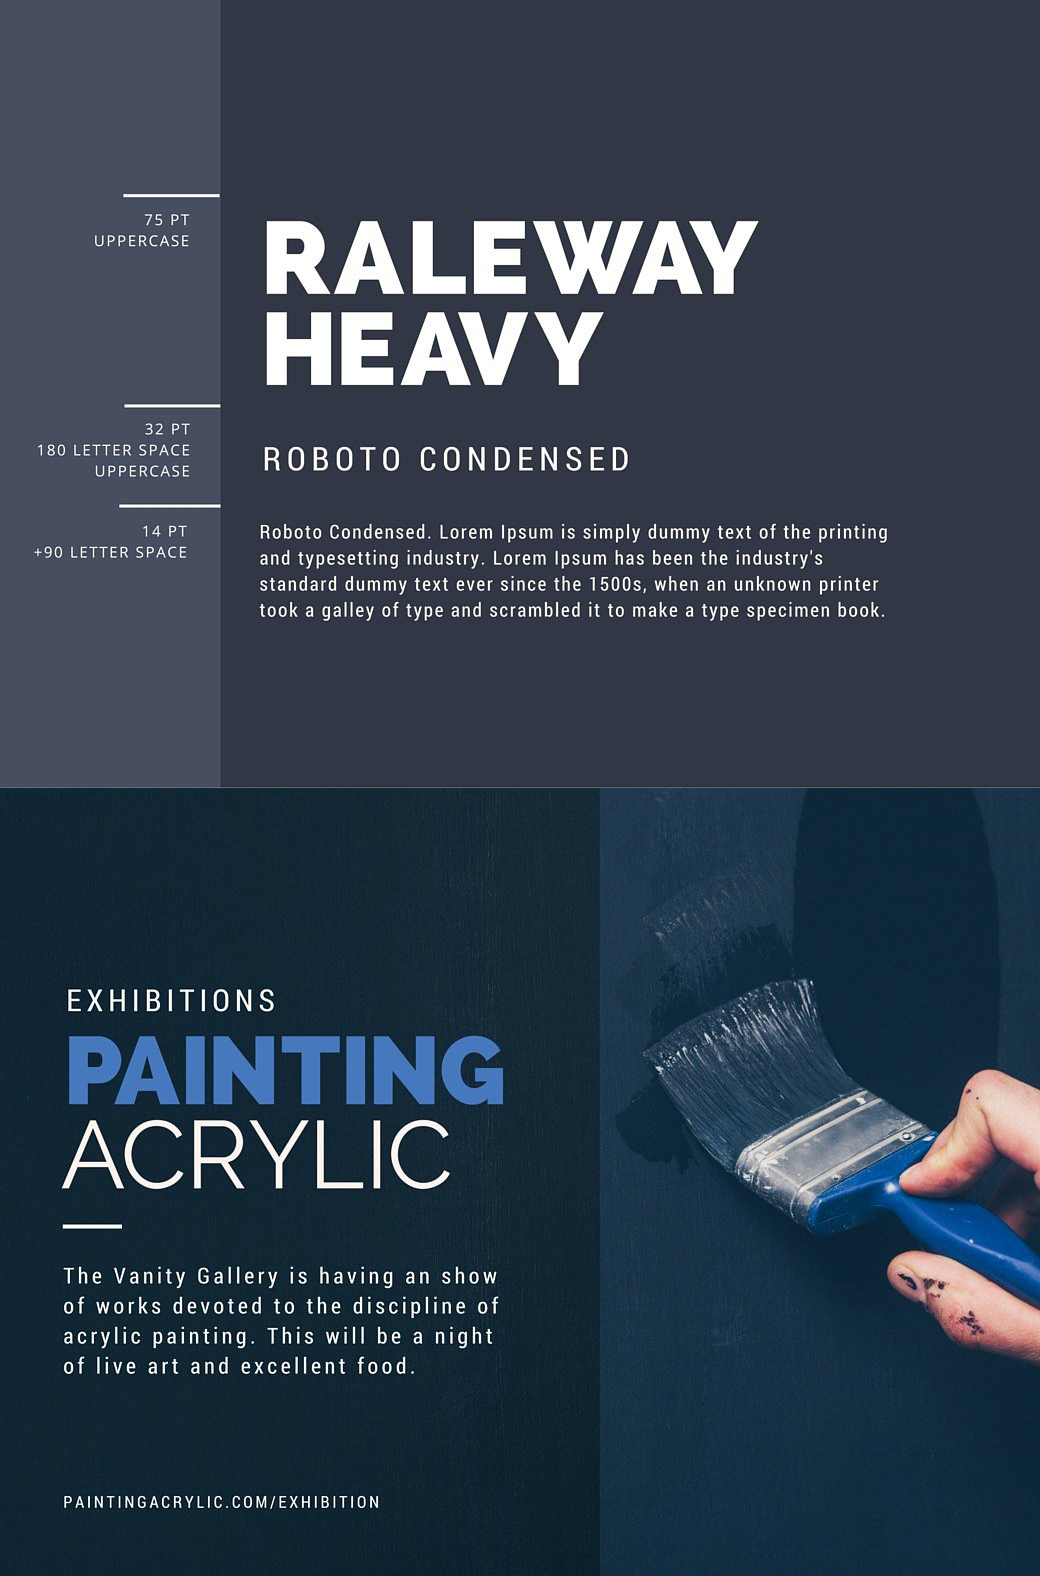 75 PT
UPPERCASE
RALEWAY
HEAVY
32 PT
180 LETTER SPACE
UPPERCASE
ROBOTO CONDENSED
14 PT
+90 LETTER SPACE
Roboto Condensed. Lorem Ipsum is simply dummy text of the printing
and typesetting industry. Lorem Ipsum has been the industry's
standard dummy text ever since the 1500s, when an unknown printer
took a galley of type and scrambled it to make a type specimen book.
EXHIBITIONS
PAINTING
ACRYLIC
The Vanity Gallery is having an show
of works devoted to the discipline of
acrylic painting. This will be a night
of live art and excellent food.
PAINTINGACRYLIC.COM/EXHIBITION